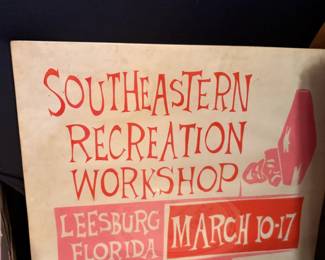 SOUTHEASTERN
RECREATION
WORKSHOP
LEESBURG
FLORIDA
MARCH 10-17